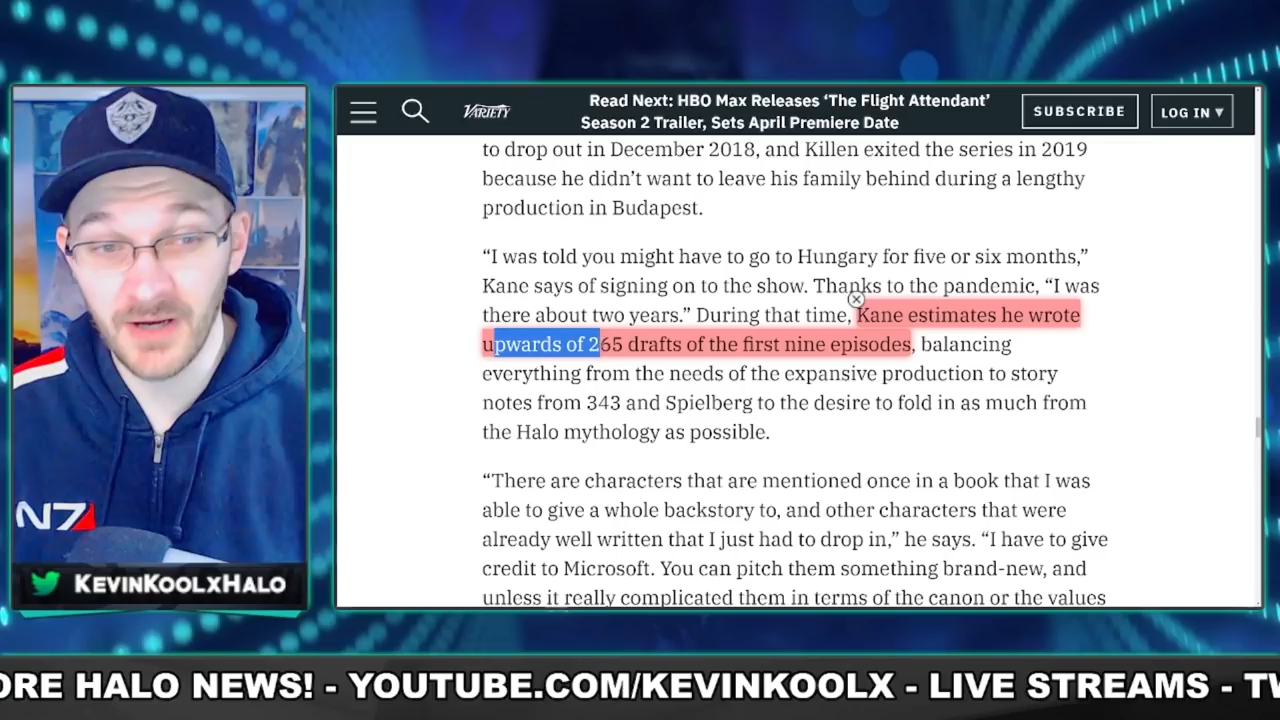 VARIETY
Read Next: HBO Max Releases ‘The Flight Attendant’
Season 2 Trailer, Sets April Premiere Date
SUBSCRIBE
LOG IN ▾
to drop out in December 2018, and Killen exited the series in 2019
because he didn’t want to leave his family behind during a lengthy
production in Budapest.
“I was told you might have to go to Hungary for five or six months,”
Kane says of signing on to the show. Thanks to the pandemic, “I was
there about two years.” During that time, Kane estimates he wrote
upwards of 265 drafts of the first nine episodes, balancing
everything from the needs of the expansive production to story
notes from 343 and Spielberg to the desire to fold in as much from
the Halo mythology as possible.
“There are characters that are mentioned once in a book that I was
able to give a whole backstory to, and other characters that were
already well written that I just had to drop in,” he says. “I have to give
credit to Microsoft. You can pitch them something brand-new, and
unless it really complicated them in terms of the canon or the values
N7
KEVINKOOLXHALO
ORE HALO NEWS! - YOUTUBE.COM/KEVINKOOLX - LIVE STREAMS - TW